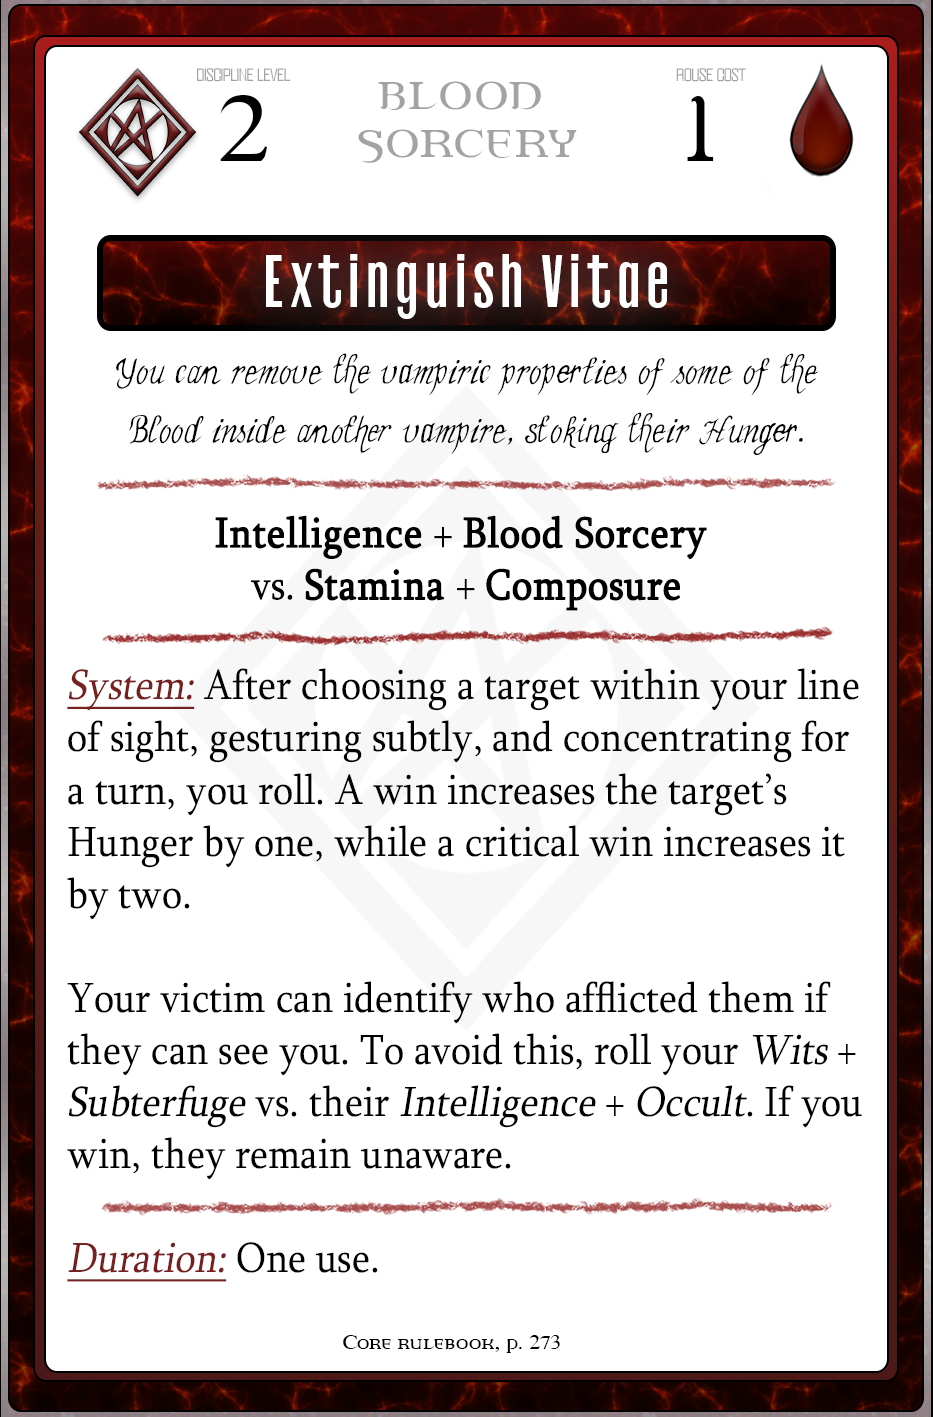 DISCIPLINE LEVEL
2
BLOOD
SORCERY
ROUSE COST
1
Extinguish Vitae
You can remove the vampiric properties of some of the
Blood inside another vampire, stoking their Hunger.
Intelligence + Blood Sorcery
vs. Stamina + Composure
System: After choosing a target within your line
of sight, gesturing subtly, and concentrating for
a turn, you roll. A win increases the target’s
Hunger by one, while a critical win increases it
by two.
Your victim can identify who afflicted them if
they can see you. To avoid this, roll your Wits +
Subterfuge vs. their Intelligence + Occult. If you
win, they remain unaware.
Duration: One use.
Core rulebook, p. 273